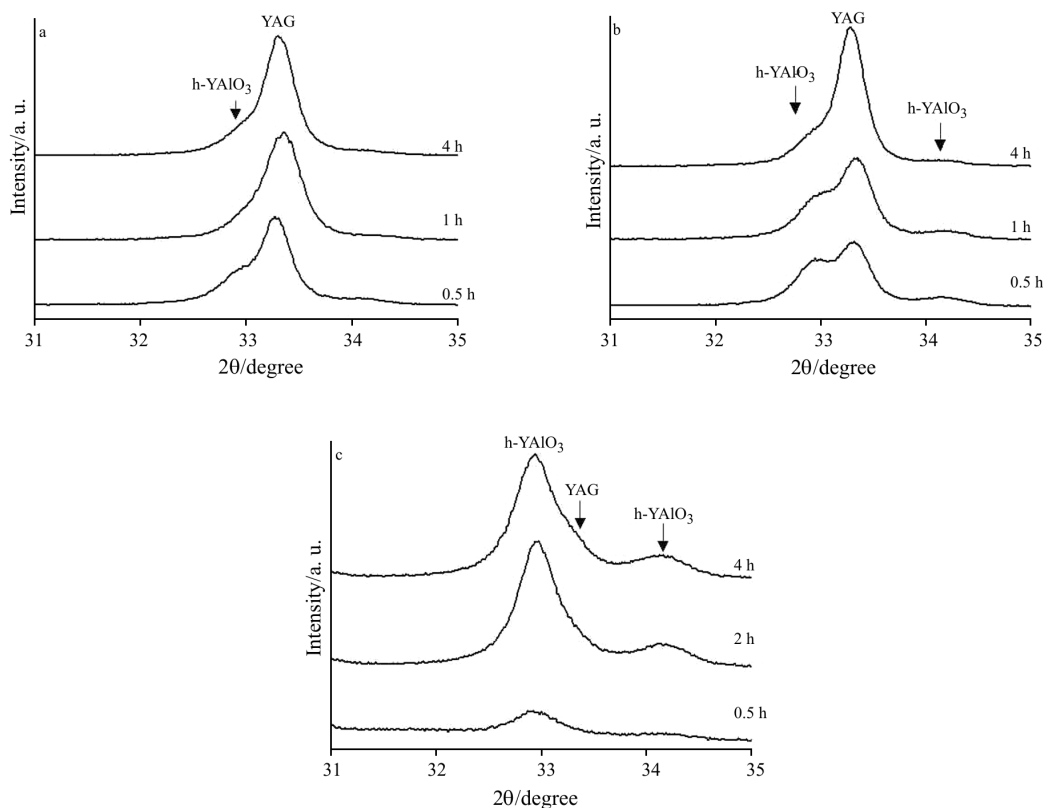 a
YAG
h-YAlO3
4 h
1 h
0.5 h
Intensity/a. u.
31 32 33 34 35
2θ/degree
b
YAG
h-YAlO3
h-YAlO3
4 h
1 h
0.5 h
Intensity/a. u.
31 32 33 34 35
2θ/degree
c
h-YAlO3
YAG
h-YAlO3
4 h
2 h
0.5 h
Intensity/a. u.
31 32 33 34 35
2θ/degree